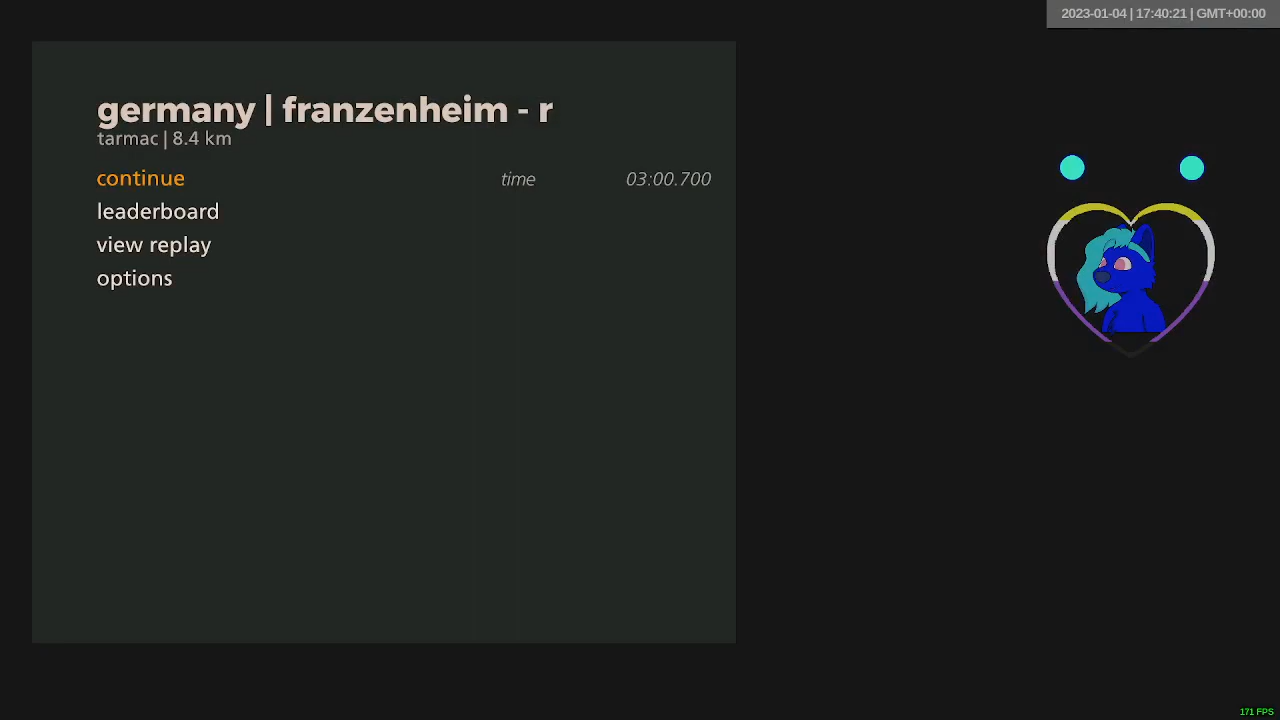 2023-01-04 | 17:40:21 | GMT+00:00
germany | franzenheim - r
tarmac | 8.4 km
continue time 03:00.700
leaderboard
view replay
options
171 FPS